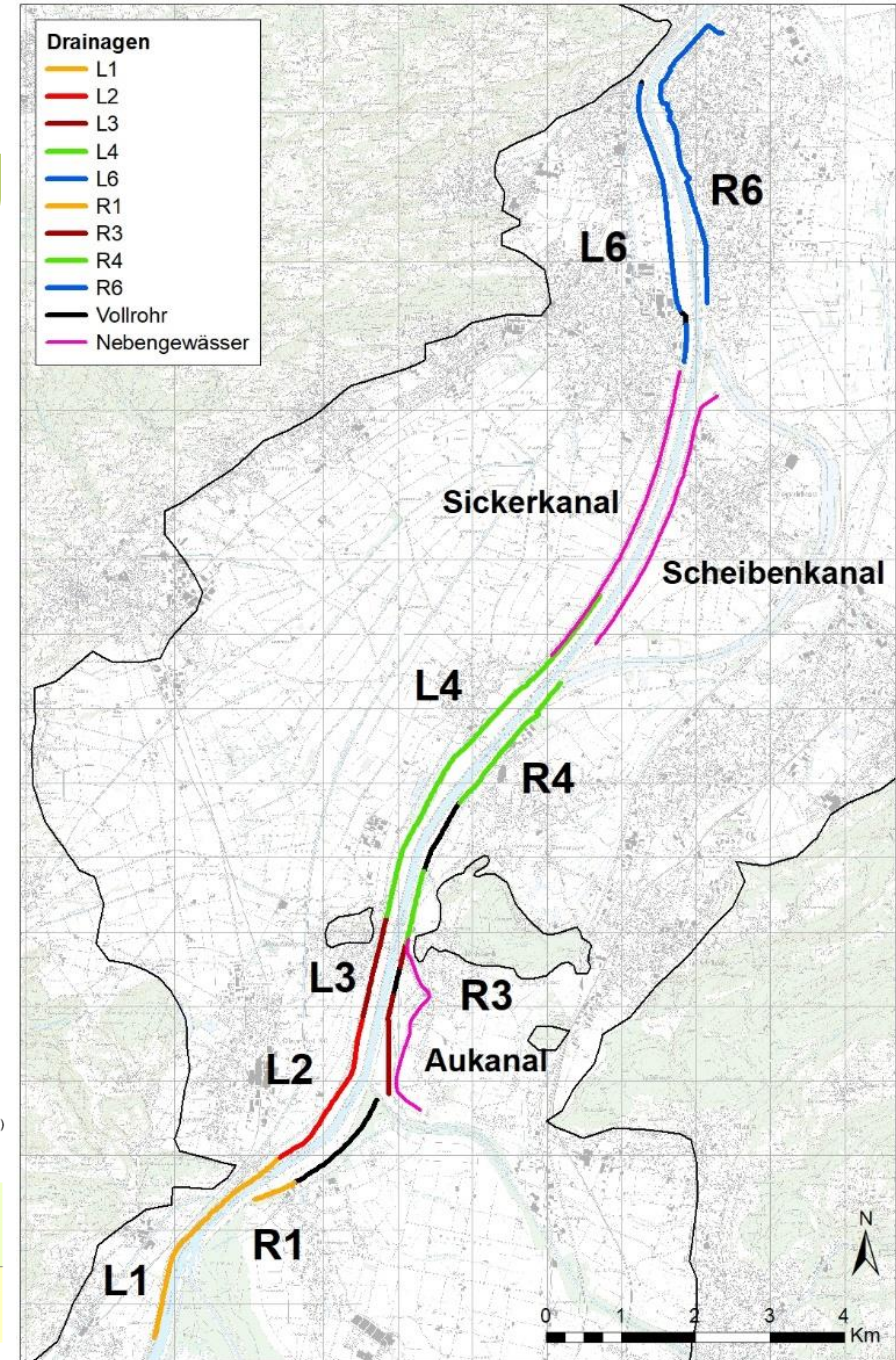 Drainagen
L1
L2
L3
L4
L6
R1
R3
R4
R6
Vollrohr
Nebengewässer
R6
L6
Sickerkanal
Scheibenkanal
L4
R4
L3
R3
L2
Aukanal
R1
L1
N
0 1 2 3 4
Km
)